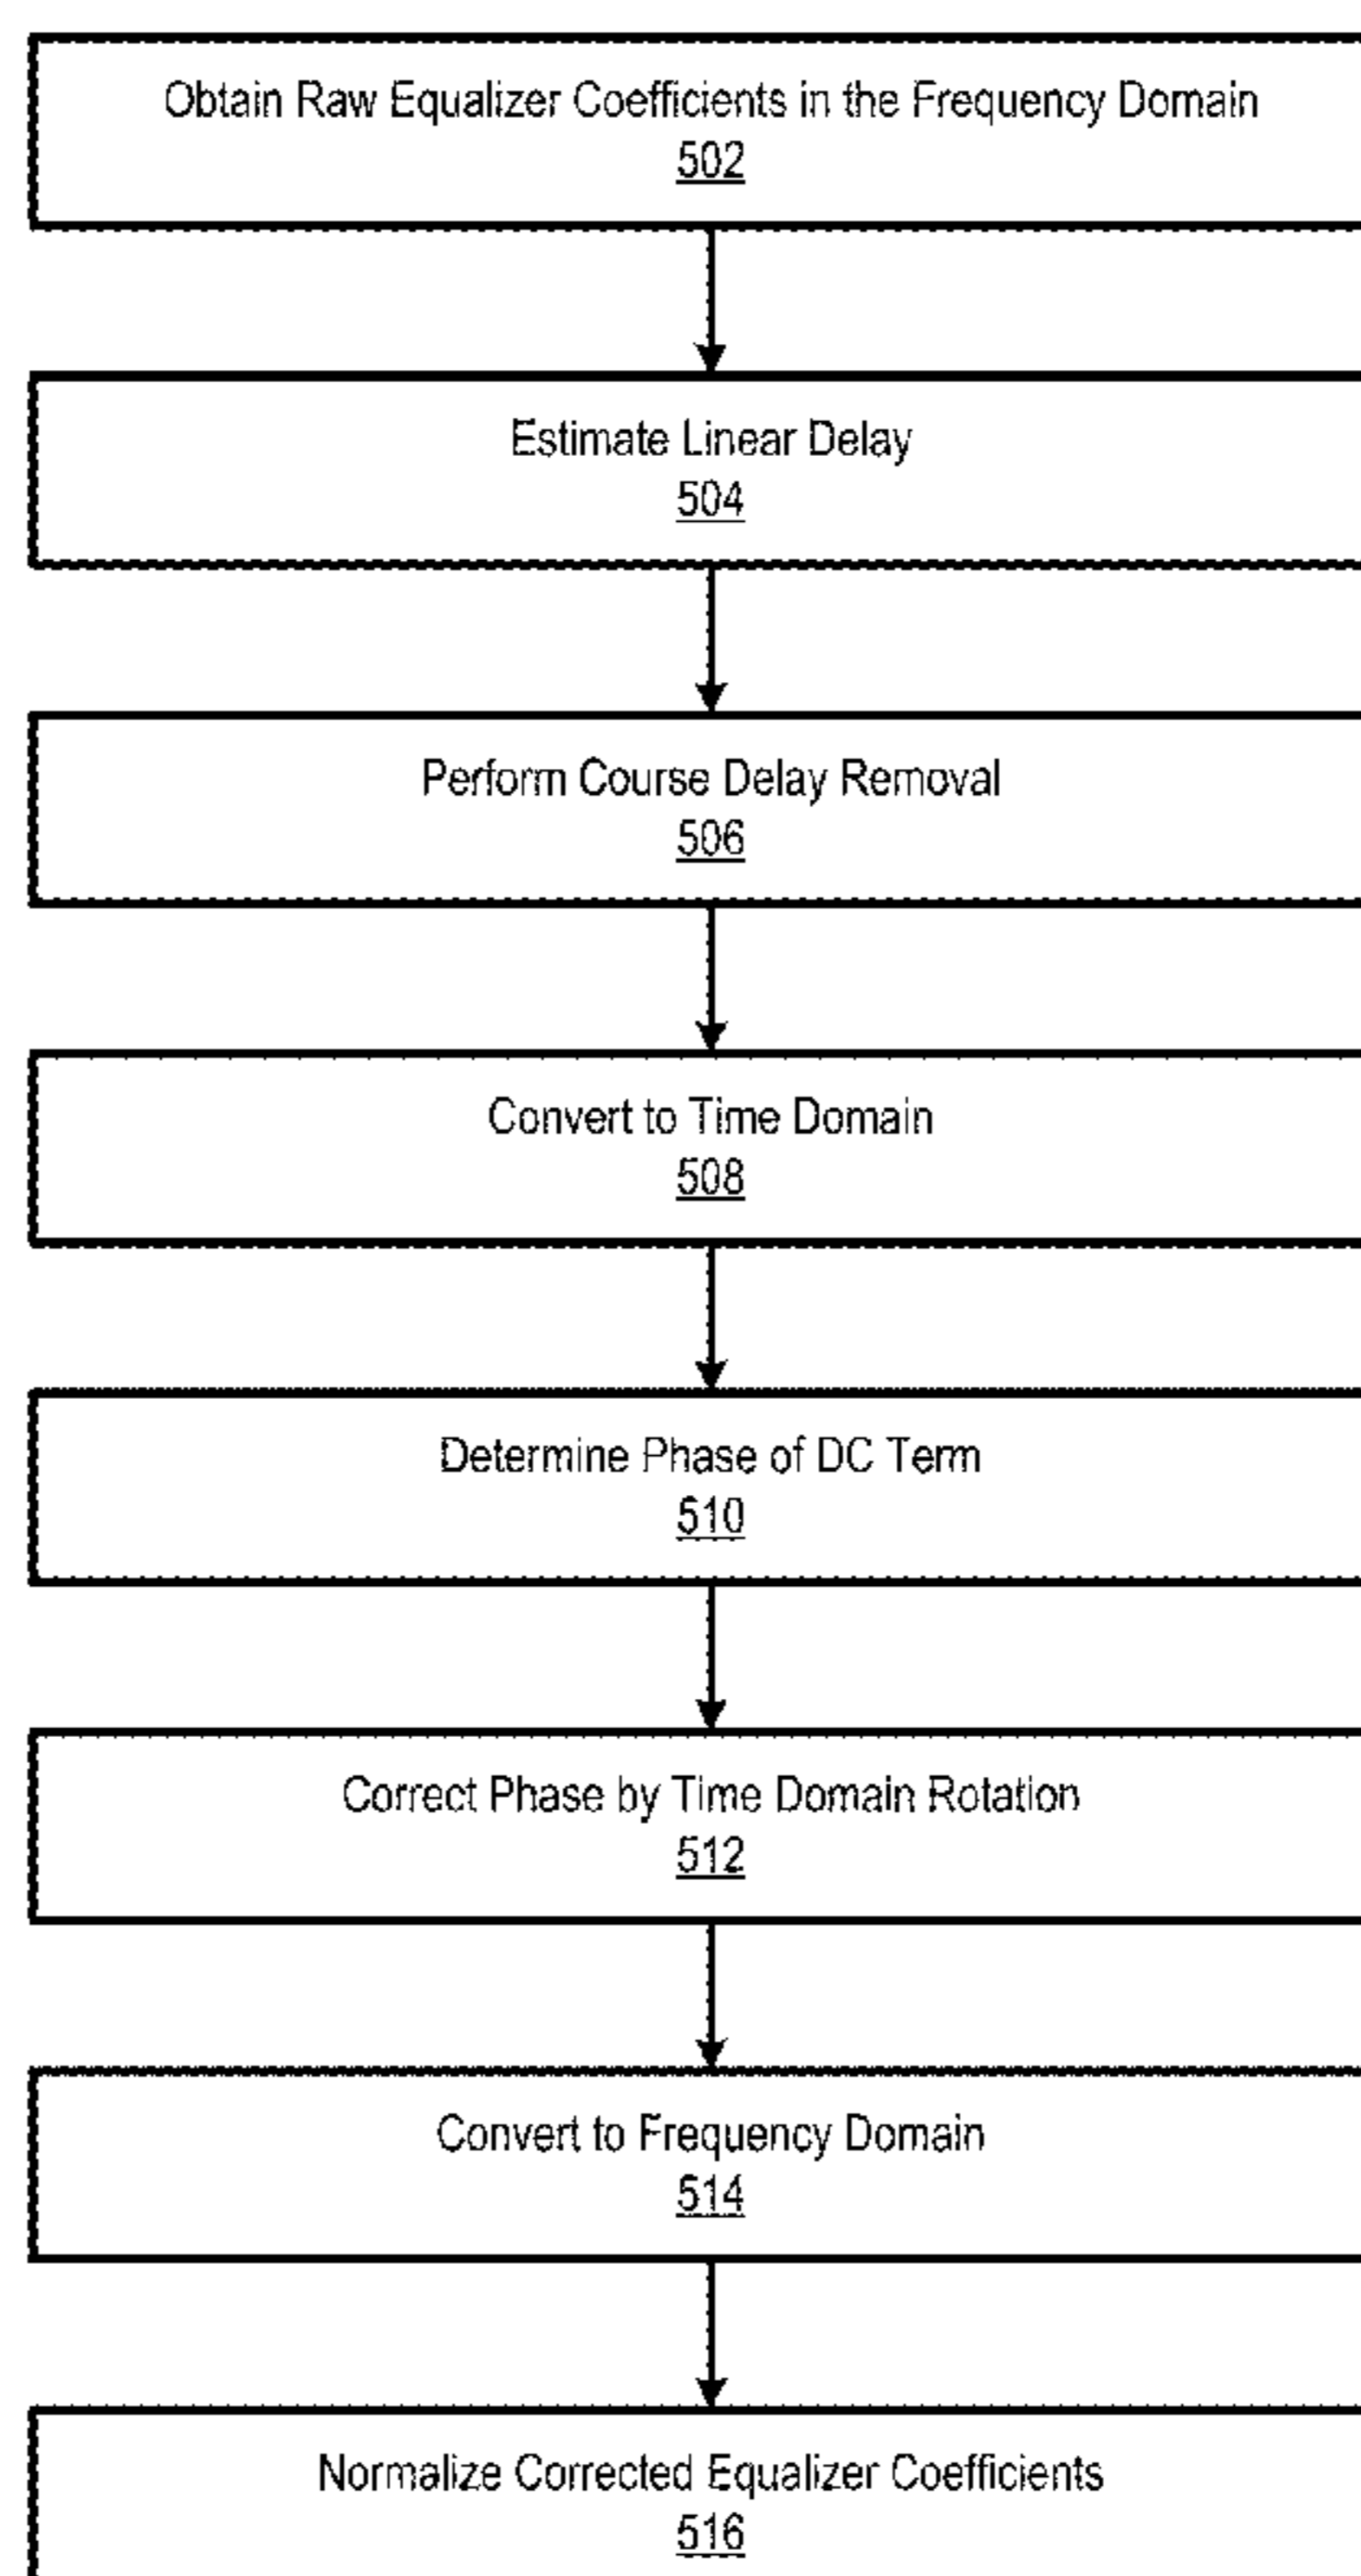 Obtain Raw Equalizer Coefficients in the Frequency Domain
502
Estimate Linear Delay
504
Perform Course Delay Removal
506
Convert to Time Domain
508
Determine Phase of DC Term
510
Correct Phase by Time Domain Rotation
512
Convert to Frequency Domain
514
Normalize Corrected Equalizer Coefficients
516